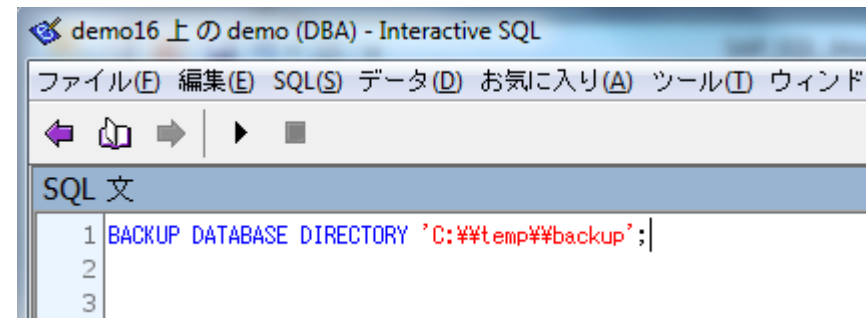 demo16 上 の demo (DBA) - Interactive SQL
ファイル(F) 編集(E) SQL(S) データ(D) お気に入り(A) ツール(T) ウィンド
SQL 文
1 BACKUP DATABASE DIRECTORY 'C:¥¥temp¥¥backup';
2
3